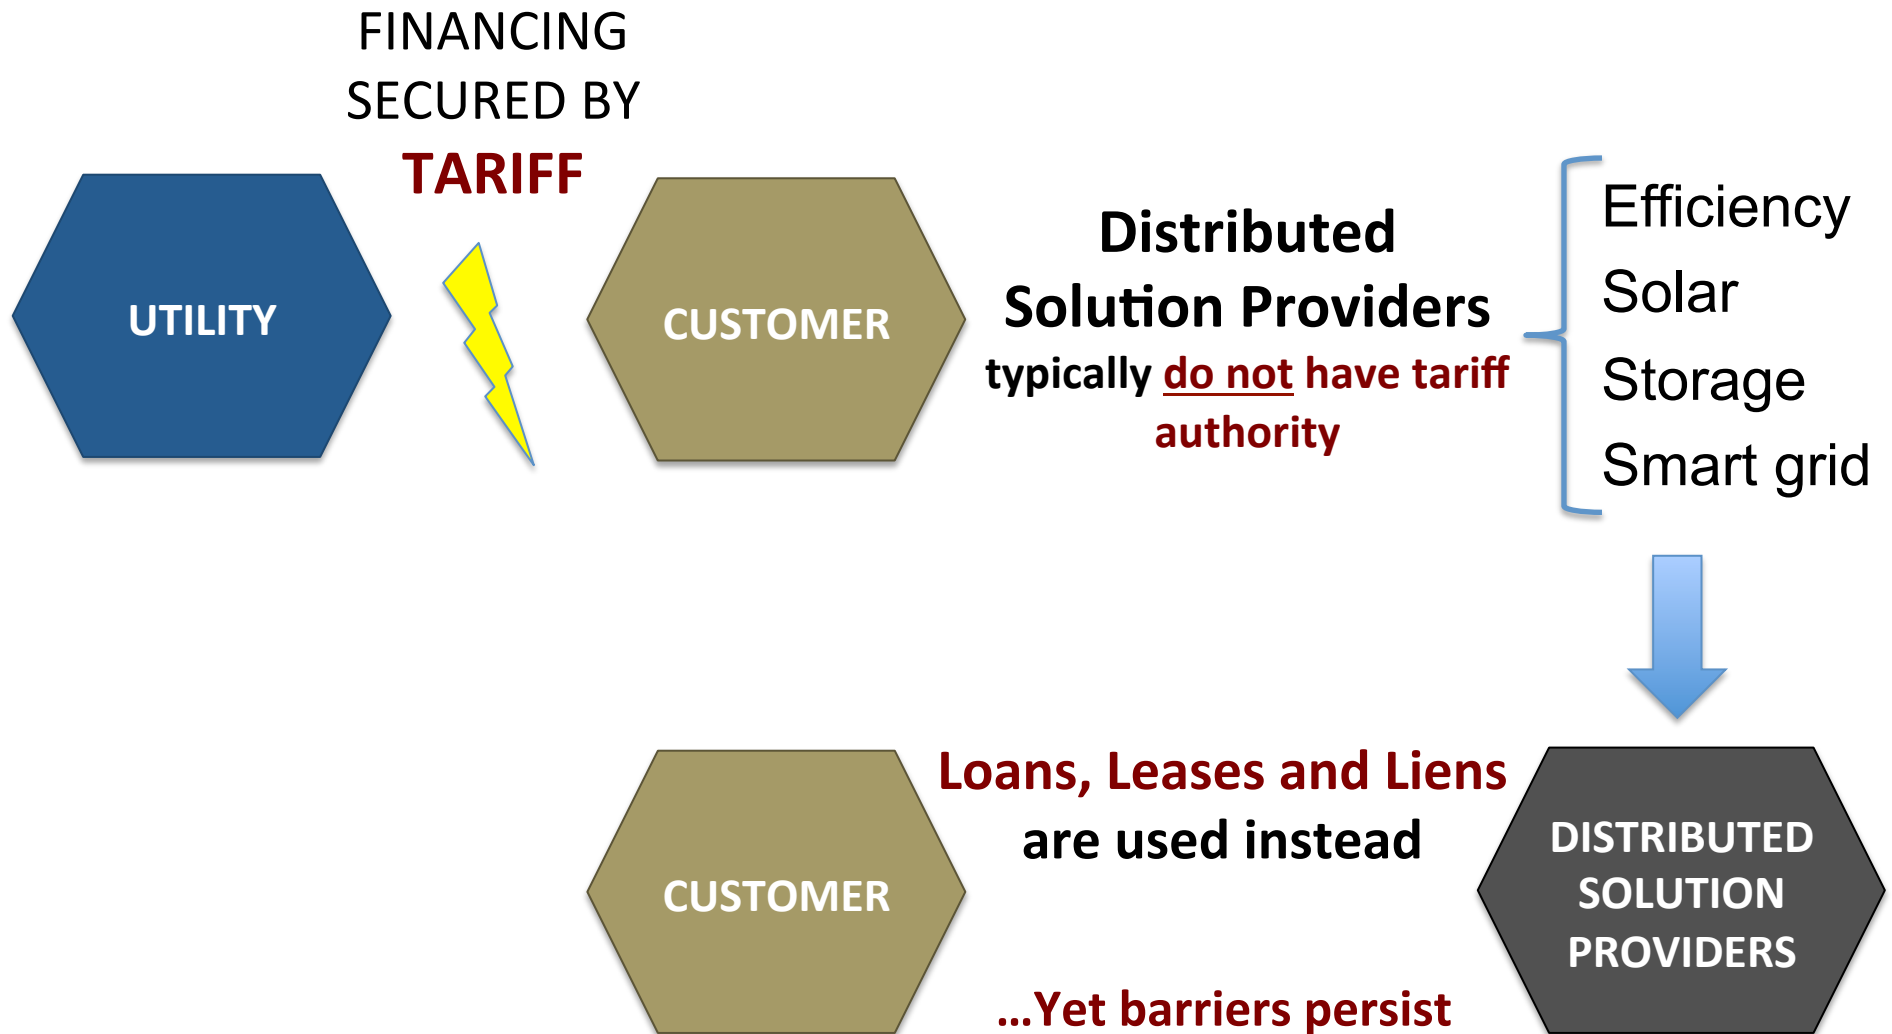 FINANCING
SECURED BY
TARIFF
UTILITY
CUSTOMER
Distributed
Solution Providers
typically do not have tariff
authority
Efficiency
Solar
Storage
Smart grid
Loans, Leases and Liens
are used instead
CUSTOMER
DISTRIBUTED
SOLUTION
PROVIDERS
...Yet barriers persist